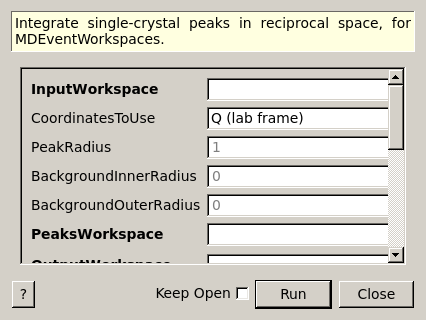 Integrate single-crystal peaks in reciprocal space, for
MDEventWorkspaces.
InputWorkspace
CoordinatesToUse Q (lab frame)
PeakRadius 1
BackgroundInnerRadius 0
BackgroundOuterRadius 0
PeaksWorkspace
OutputWorkspace
? Keep Open Run Close